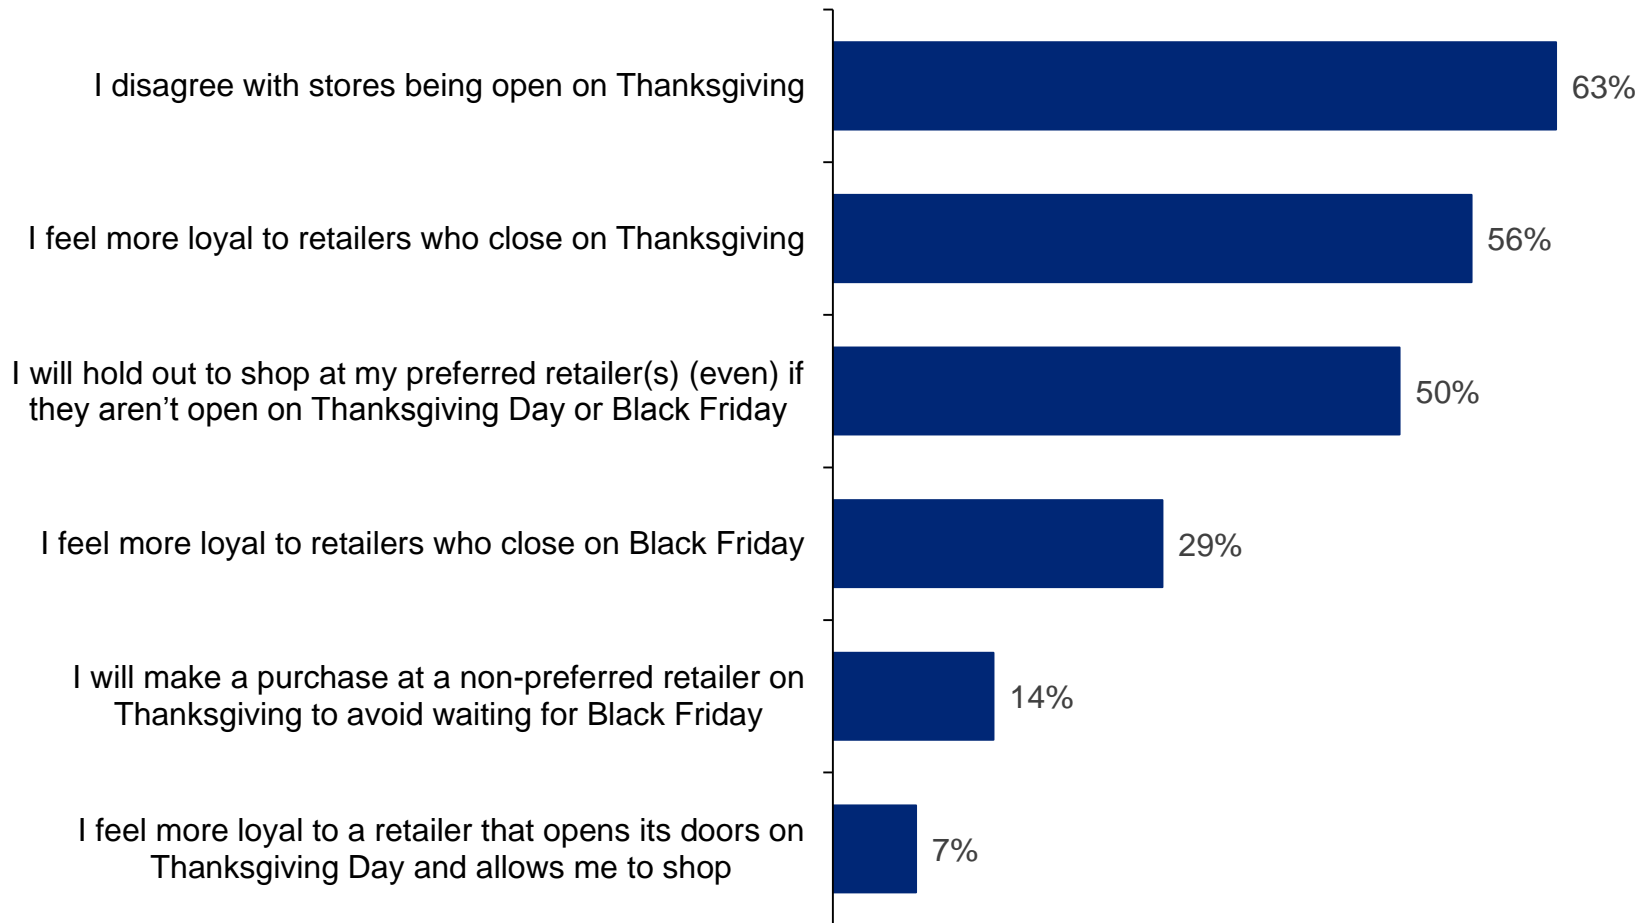 I disagree with stores being open on Thanksgiving
63%
I feel more loyal to retailers who close on Thanksgiving
56%
I will hold out to shop at my preferred retailer(s) (even) if
they aren’t open on Thanksgiving Day or Black Friday
50%
I feel more loyal to retailers who close on Black Friday
29%
I will make a purchase at a non-preferred retailer on
Thanksgiving to avoid waiting for Black Friday
14%
I feel more loyal to a retailer that opens its doors on
Thanksgiving Day and allows me to shop
7%